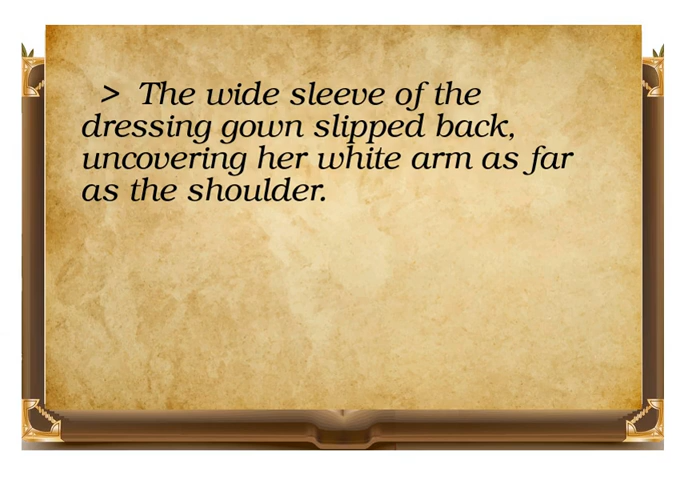 > The wide sleeve of the
dressing gown slipped back,
uncovering her white arm as far
as the shoulder.